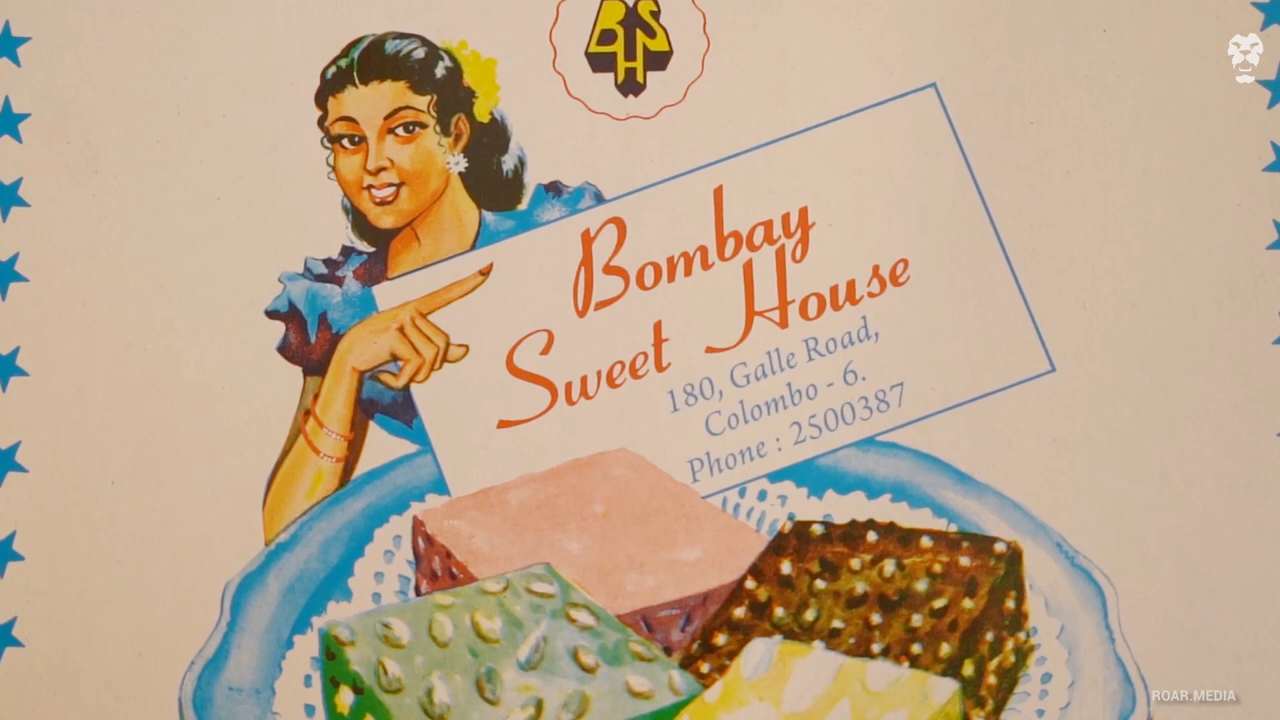 BSH
Bombay
Sweet House
180, Galle Road,
Colombo - 6.
Phone : 2500387
ROAR.MEDIA